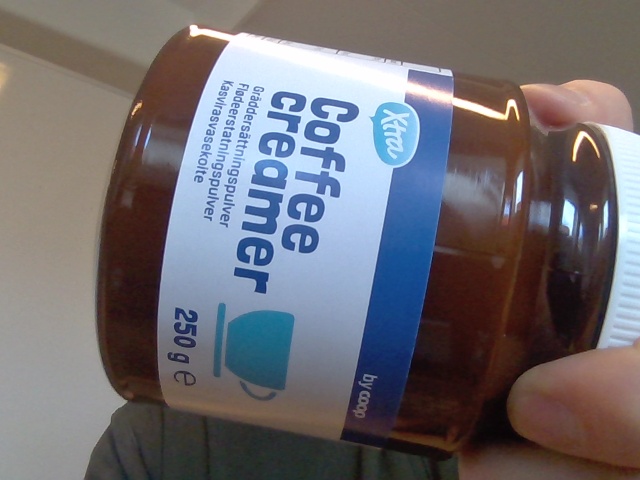 Xtra
Coffee
creamer
Gräddersättningspulver
Flødeerstatningspulver
Kasvirasvasekoite
250 g e
by coop